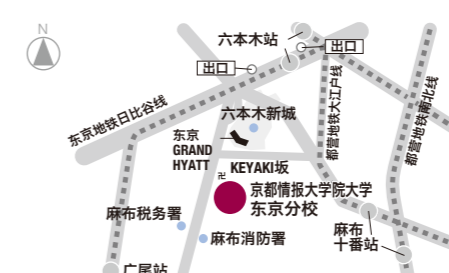 N
六本木站
出口
出口
东京地铁日比谷线
六本木新城
都营地铁大江户线
都营地铁南北线
东京
GRAND
HYATT
KEYAKI坂
卍
京都情报大学院大学
东京分校
麻布税务署
麻布消防署
麻布
十番站
广尾站